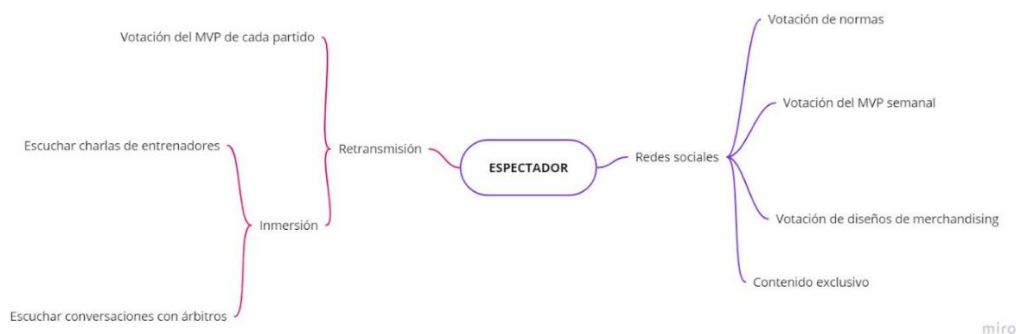 Votación de normas
Votación del MVP de cada partido
Votación del MVP semanal
Escuchar charlas de entrenadores
Retransmisión
ESPECTADOR
Redes sociales
Inmersión
Votación de diseños de merchandising
Contenido exclusivo
Escuchar conversaciones con árbitros
miro